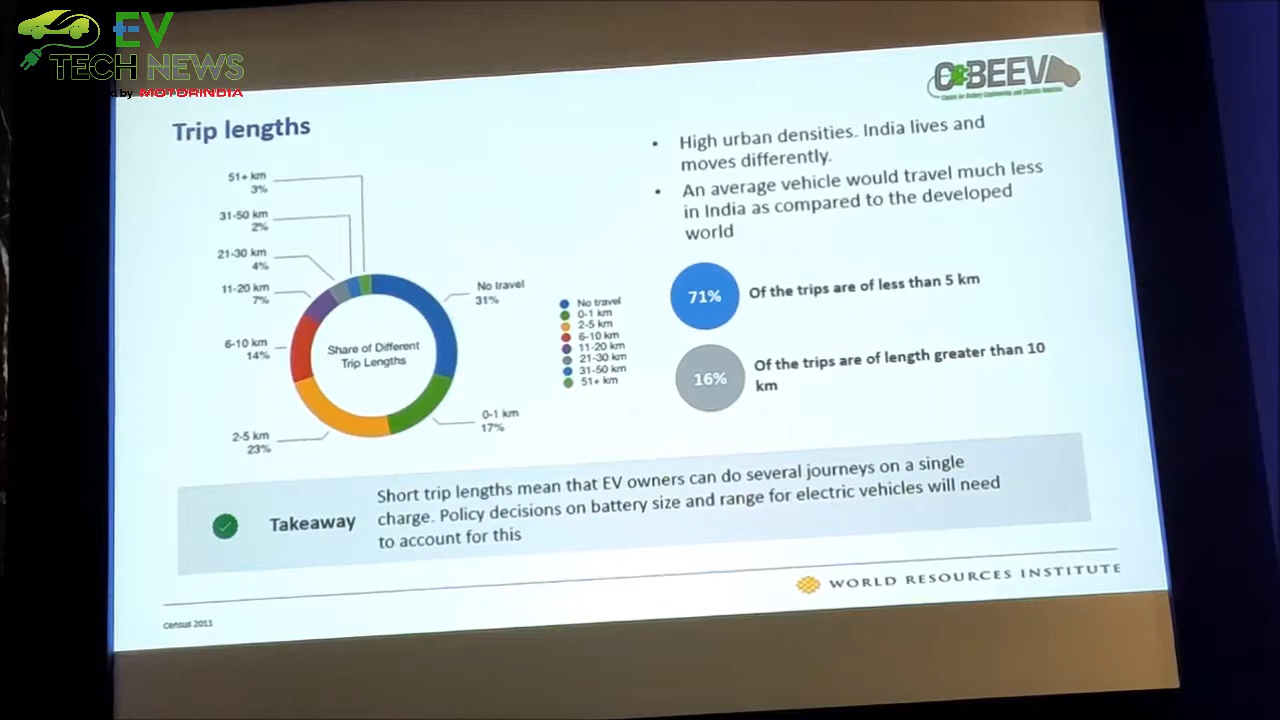 EV
TECH NEWS
by MOTORINDIA
C BEEV
Trip lengths
51+ km
3%
31-50 km
2%
21-30 km
4%
11-20 km
7%
6-10 km
14%
2-5 km
23%
No travel
31%
0-1 km
17%
Share of Different
Trip Lengths
No travel
0-1 km
2-5 km
6-10 km
11-20 km
21-30 km
31-50 km
51+ km
• High urban densities. India lives and
moves differently.
• An average vehicle would travel much less
in India as compared to the developed
world
71%
Of the trips are of less than 5 km
16%
Of the trips are of length greater than 10
km
Takeaway
Short trip lengths mean that EV owners can do several journeys on a single
charge. Policy decisions on battery size and range for electric vehicles will need
to account for this
WORLD RESOURCES INSTITUTE
Census 2011